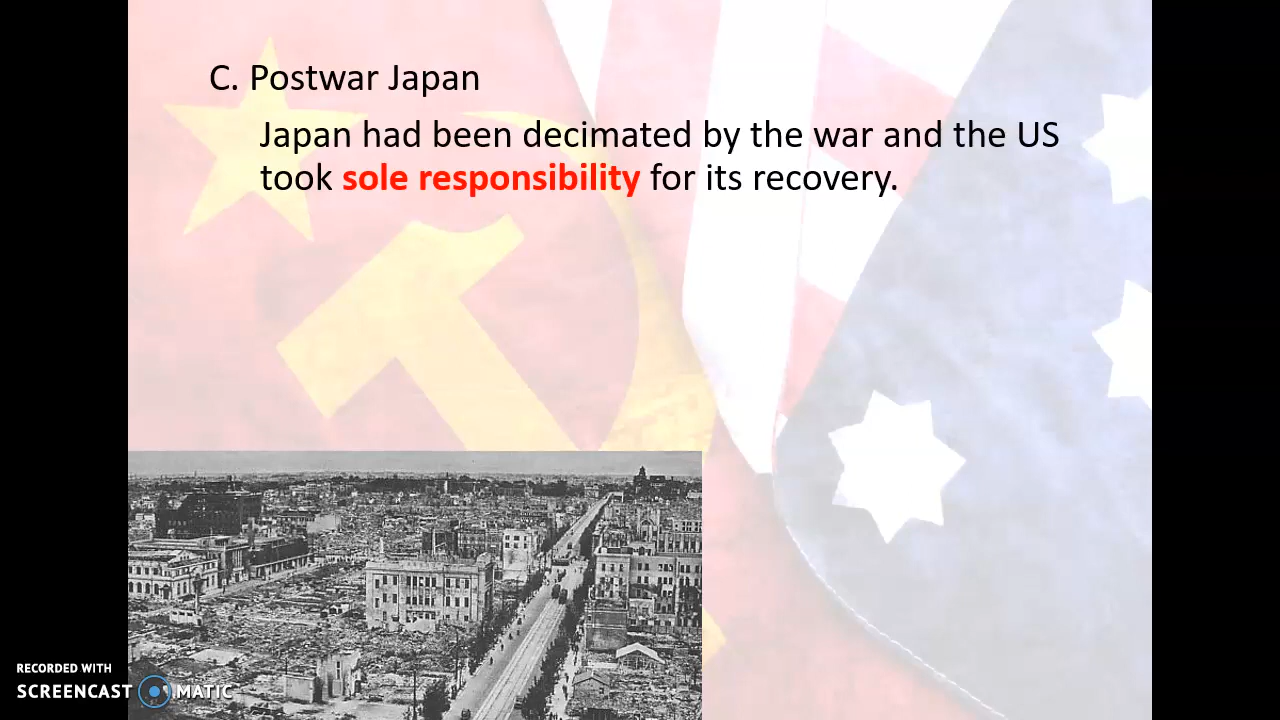 C. Postwar Japan
Japan had been decimated by the war and the US
took sole responsibility for its recovery.
RECORDED WITH
SCREENCAST MATIC